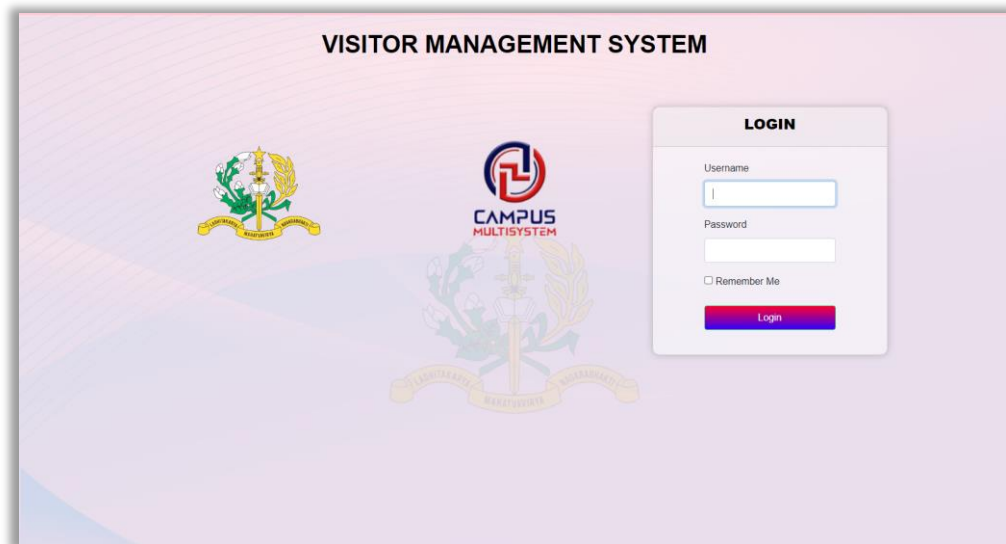 VISITOR MANAGEMENT SYSTEM
CAMPUS
MULTISYSTEM
LOGIN
Username
Password
Remember Me
Login